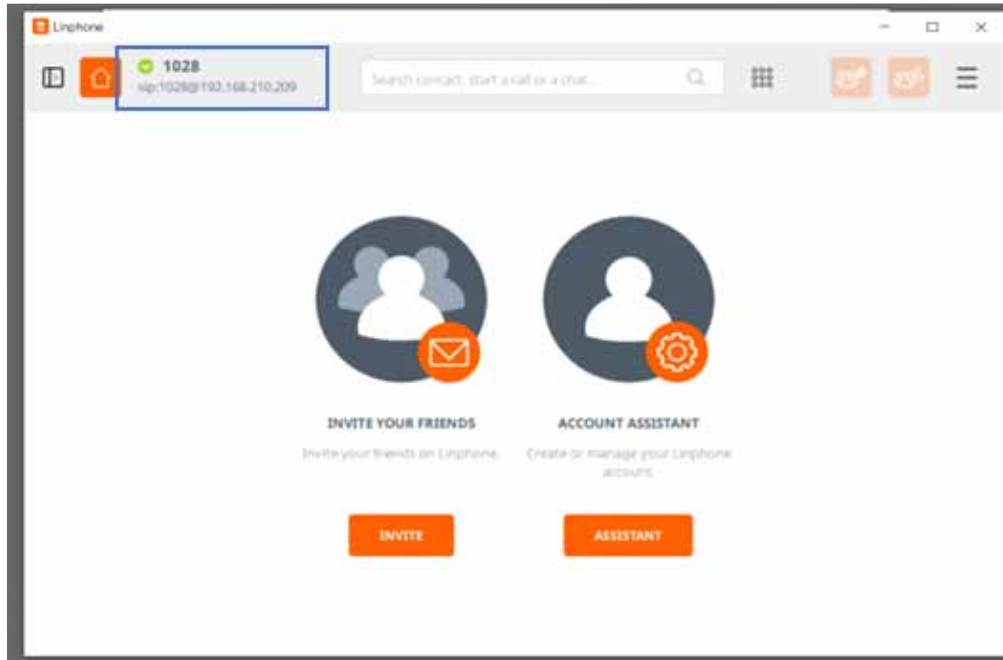 Linphone
1028
sip:1028@192.168.210.209
Search contact, start a call or a chat...
INVITE YOUR FRIENDS
ACCOUNT ASSISTANT
Invite your friends on Linphone.
Create or manage your Linphone
account.
INVITE
ASSISTANT